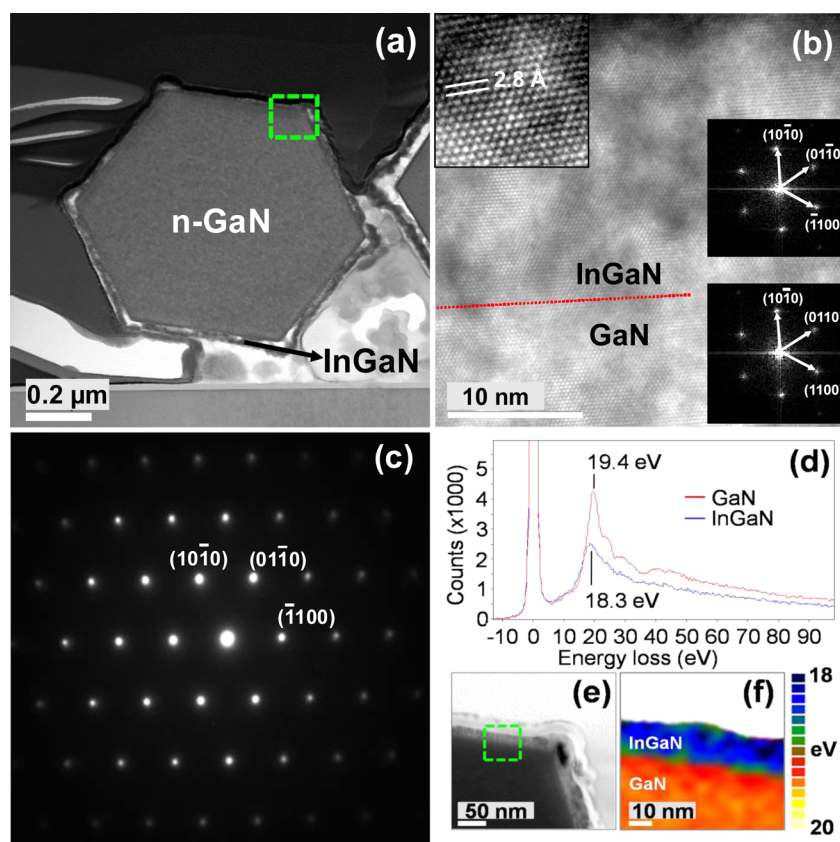 (a)
n-GaN
InGaN
0.2 µm
(b)
2.8 Å
(101̅0)
(011̅0)
(1̅100)
InGaN
GaN
(101̅0)
(0110)
(1100)
10 nm
(c)
(101̅0)
(011̅0)
(1̅100)
(d)
Counts (x1000)
5
4
3
2
1
0
19.4 eV
18.3 eV
GaN
InGaN
-10 0 10 20 30 40 50 60 70 80 90
Energy loss (eV)
(e)
50 nm
(f)
InGaN
GaN
10 nm
18
eV
20